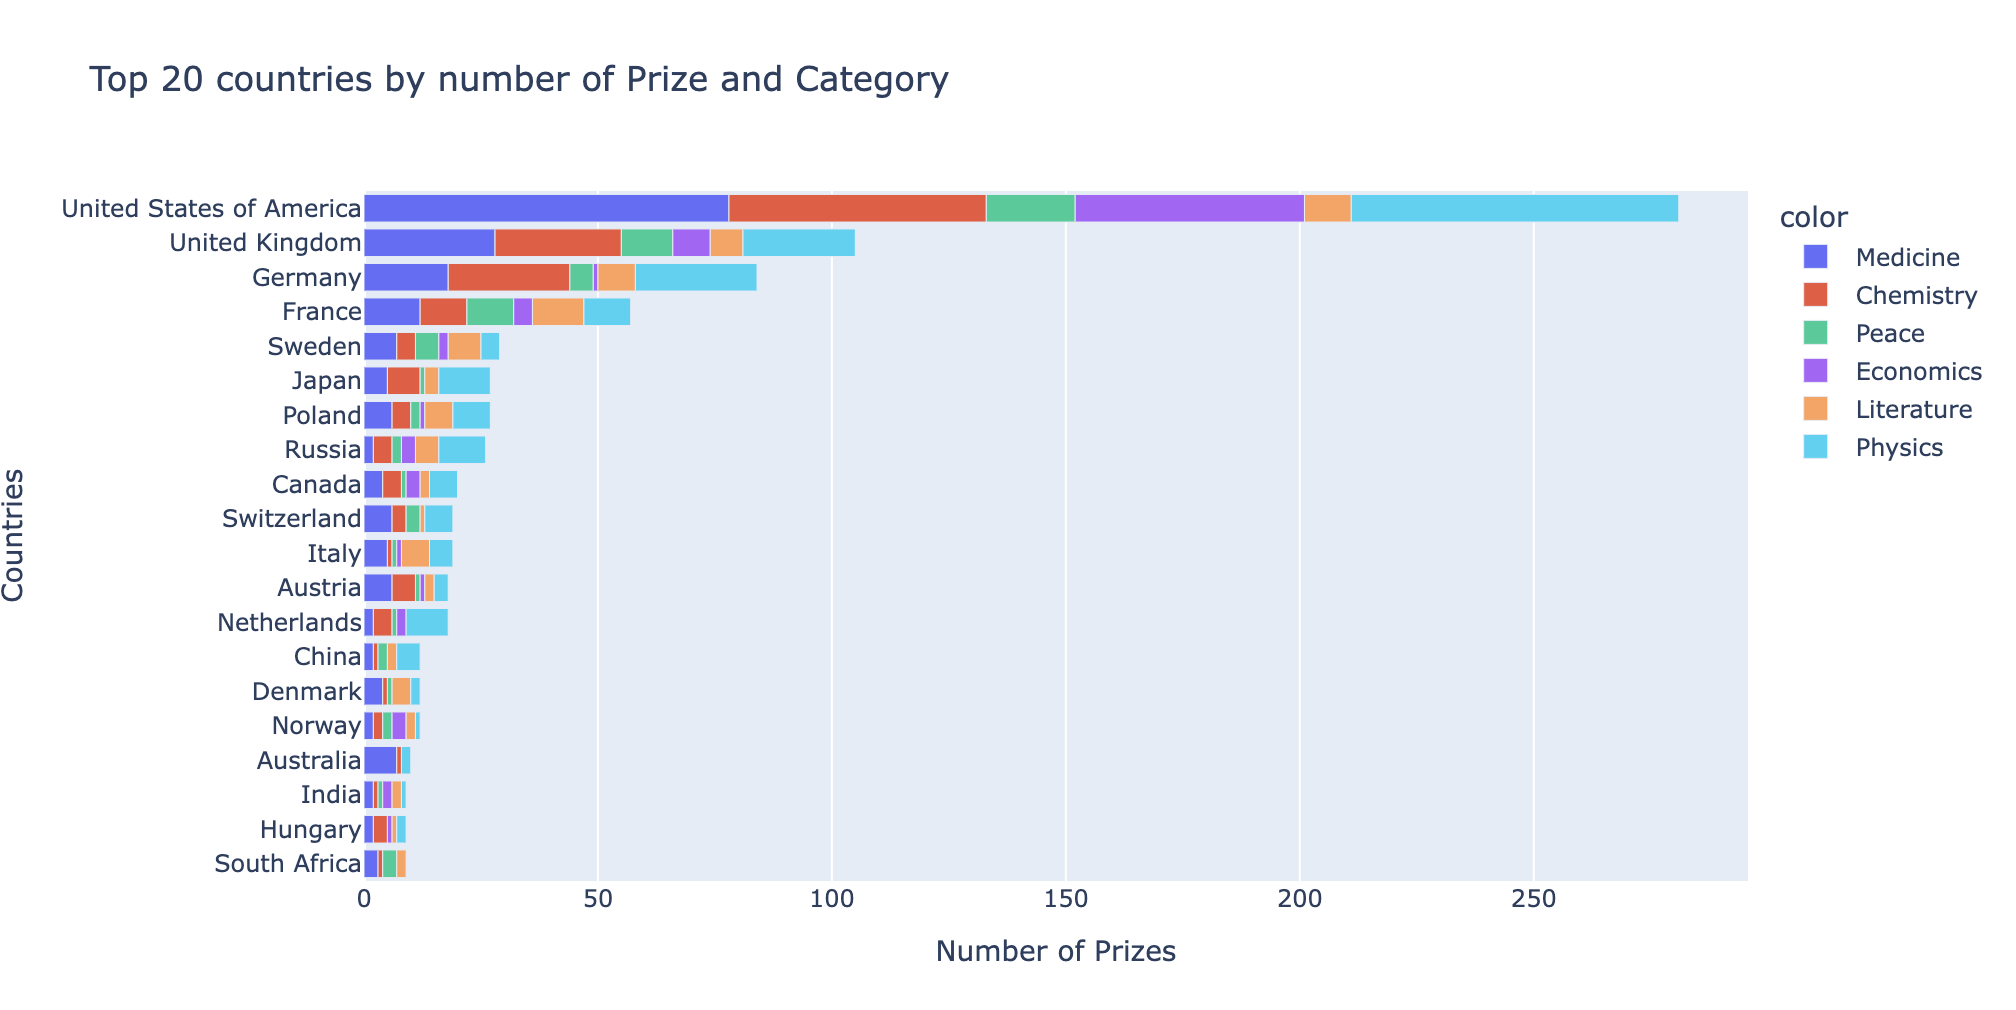 Top 20 countries by number of Prize and Category
United States of America
United Kingdom
Germany
France
Sweden
Japan
Poland
Russia
Canada
Switzerland
Italy
Austria
Netherlands
China
Denmark
Norway
Australia
India
Hungary
South Africa
Countries
0 50 100 150 200 250
Number of Prizes
color
Medicine
Chemistry
Peace
Economics
Literature
Physics